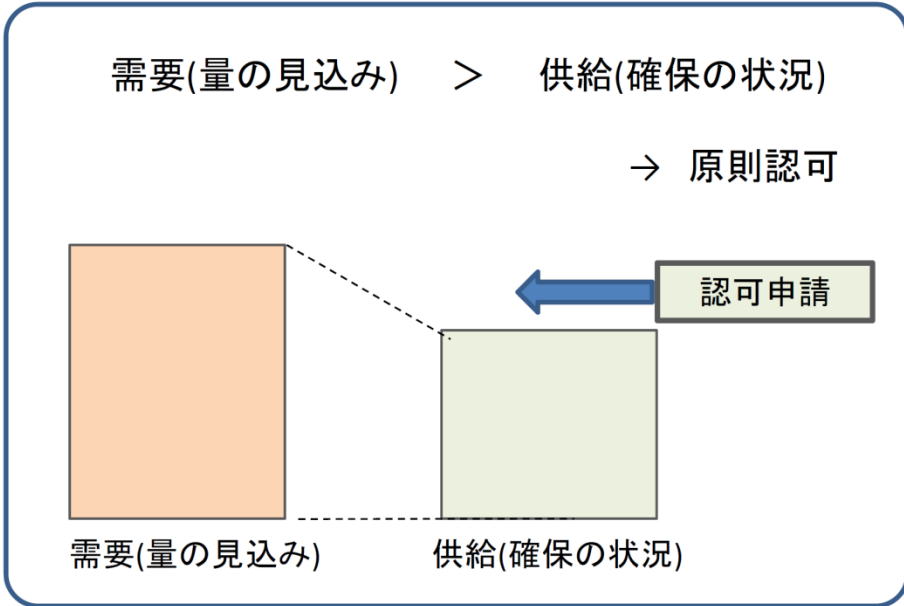 需要(量の見込み) ＞ 供給(確保の状況)
→ 原則認可
認可申請
需要(量の見込み) 供給(確保の状況)